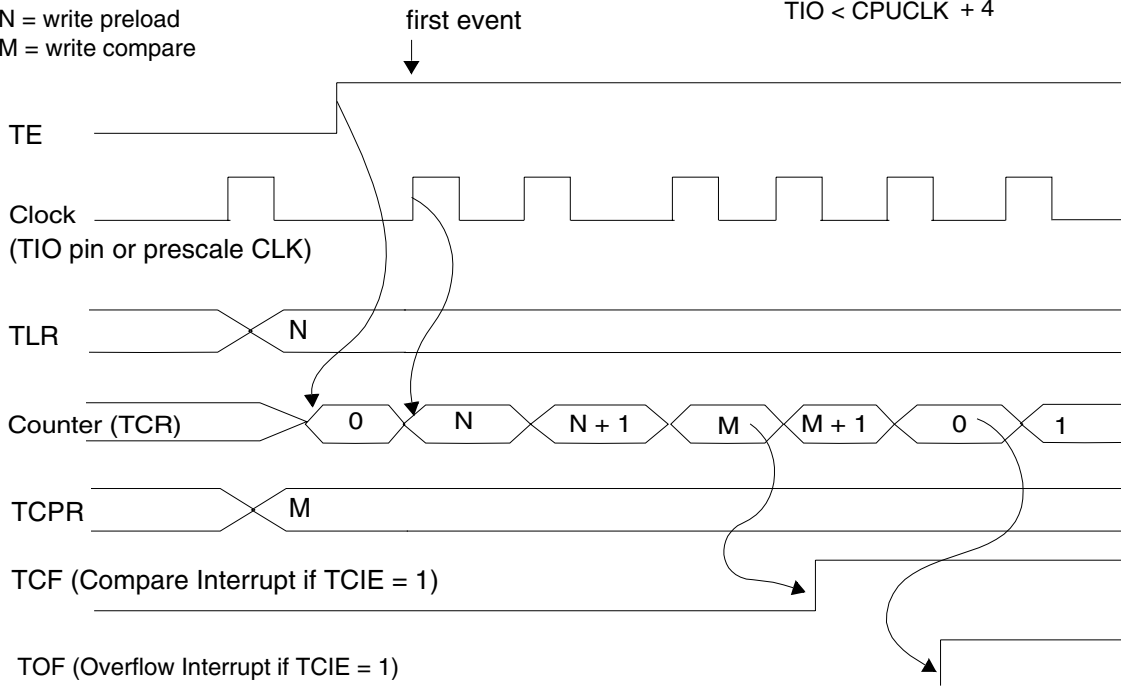 N = write preload
M = write compare
first event
TIO < CPUCLK + 4
TE
Clock
(TIO pin or prescale CLK)
TLR
N
Counter (TCR)
0
N
N + 1
M
M + 1
0
1
TCPR
M
TCF (Compare Interrupt if TCIE = 1)
TOF (Overflow Interrupt if TCIE = 1)